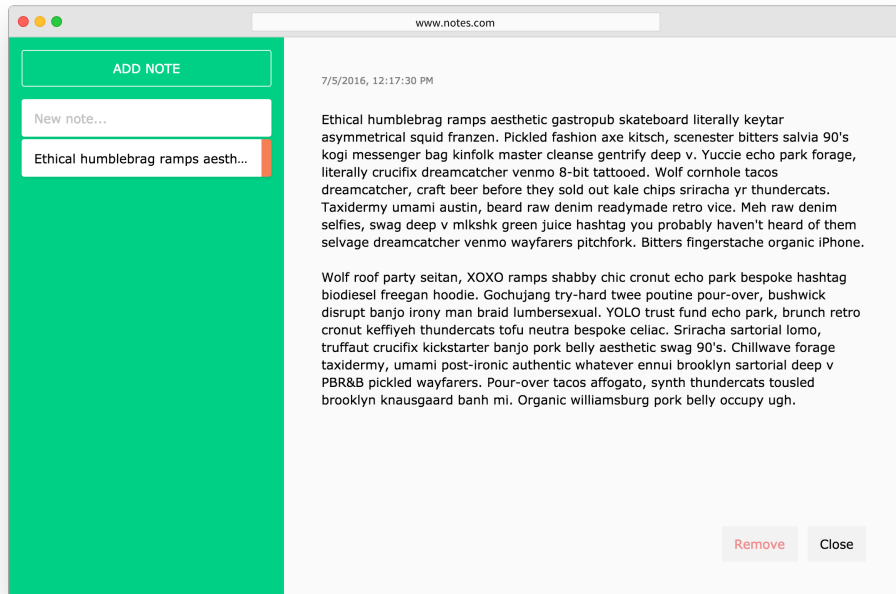 www.notes.com
ADD NOTE
New note...
Ethical humblebrag ramps aesth...
7/5/2016, 12:17:30 PM
Ethical humblebrag ramps aesthetic gastropub skateboard literally keytar
asymmetrical squid franzen. Pickled fashion axe kitsch, scenester bitters salvia 90's
kogi messenger bag kinfolk master cleanse gentrify deep v. Yuccie echo park forage,
literally crucifix dreamcatcher venmo 8-bit tattooed. Wolf cornhole tacos
dreamcatcher, craft beer before they sold out kale chips sriracha yr thundercats.
Taxidermy umami austin, beard raw denim readymade retro vice. Meh raw denim
selfies, swag deep v mlkshk green juice hashtag you probably haven't heard of them
selvage dreamcatcher venmo wayfarers pitchfork. Bitters fingerstache organic iPhone.
Wolf roof party seitan, XOXO ramps shabby chic cronut echo park bespoke hashtag
biodiesel freegan hoodie. Gochujang try-hard twee poutine pour-over, bushwick
disrupt banjo irony man braid lumbersexual. YOLO trust fund echo park, brunch retro
cronut keffiyeh thundercats tofu neutra bespoke celiac. Sriracha sartorial lomo,
truffaut crucifix kickstarter banjo pork belly aesthetic swag 90's. Chillwave forage
taxidermy, umami post-ironic authentic whatever ennui brooklyn sartorial deep v
PBR&B pickled wayfarers. Pour-over tacos affogato, synth thundercats tousled
brooklyn knausgaard banh mi. Organic williamsburg pork belly occupy ugh.
Remove
Close